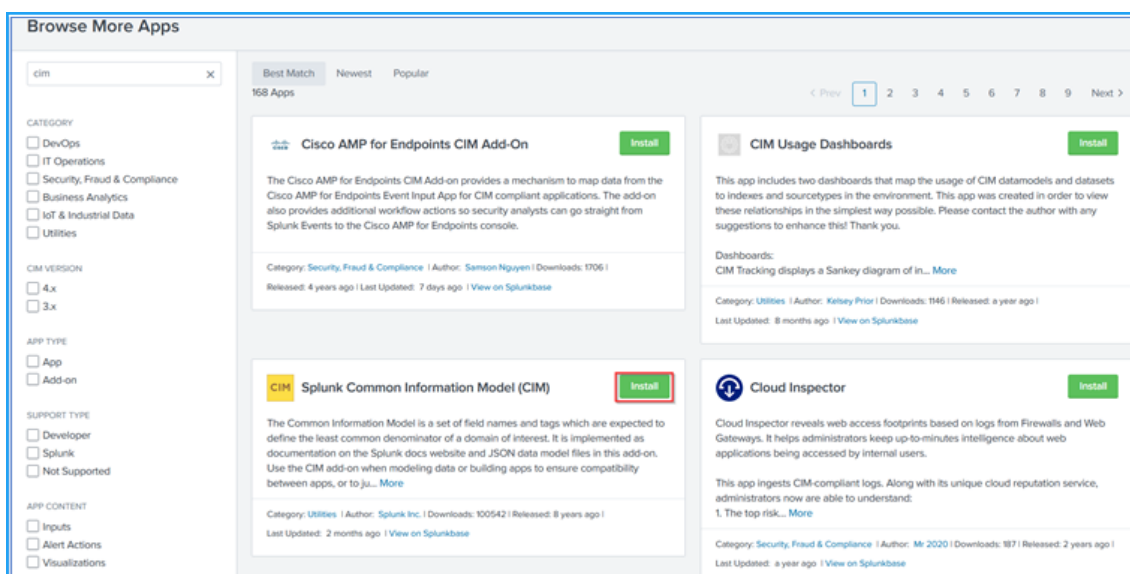 Browse More Apps
cim
CATEGORY
DevOps
IT Operations
Security, Fraud & Compliance
Business Analytics
IoT & Industrial Data
Utilities
CIM VERSION
4.x
3.x
APP TYPE
App
Add-on
SUPPORT TYPE
Developer
Splunk
Not Supported
APP CONTENT
Inputs
Alert Actions
Visualizations
Best Match Newest Popular
168 Apps
< Prev 1 2 3 4 5 6 7 8 9 Next >
Cisco AMP for Endpoints CIM Add-On
Install
The Cisco AMP for Endpoints CIM Add-on provides a mechanism to map data from the
Cisco AMP for Endpoints Event Input App for CIM compliant applications. The add-on
also provides additional workflow actions so security analysts can go straight from
Splunk Events to the Cisco AMP for Endpoints console.
Category: Security, Fraud & Compliance | Author: Samson Nguyen | Downloads: 1706 |
Released: 4 years ago | Last Updated: 7 days ago | View on Splunkbase
CIM Usage Dashboards
Install
This app includes two dashboards that map the usage of CIM datamodels and datasets
to indexes and sourcetypes in the environment. This app was created in order to view
these relationships in the simplest way possible. Please contact the author with any
suggestions to enhance this! Thank you.
Dashboards:
CIM Tracking displays a Sankey diagram of in... More
Category: Utilities | Author: Kelsey Prior | Downloads: 1146 | Released: a year ago |
Last Updated: 8 months ago | View on Splunkbase
CIM
Splunk Common Information Model (CIM)
Install
The Common Information Model is a set of field names and tags which are expected to
define the least common denominator of a domain of interest. It is implemented as
documentation on the Splunk docs website and JSON data model files in this add-on.
Use the CIM add-on when modeling data or building apps to ensure compatibility
between apps, or to ju... More
Category: Utilities | Author: Splunk Inc. | Downloads: 100542 | Released: 8 years ago |
Last Updated: 2 months ago | View on Splunkbase
Cloud Inspector
Install
Cloud Inspector reveals web access footprints based on logs from Firewalls and Web
Gateways. It helps administrators keep up-to-minutes intelligence about web
applications being accessed by internal users.
This app ingests CIM-compliant logs. Along with its unique cloud reputation service,
administrators now are able to understand:
1. The top risk... More
Category: Security, Fraud & Compliance | Author: Mr 2020 | Downloads: 187 | Released: 2 years ago |
Last Updated: a year ago | View on Splunkbase